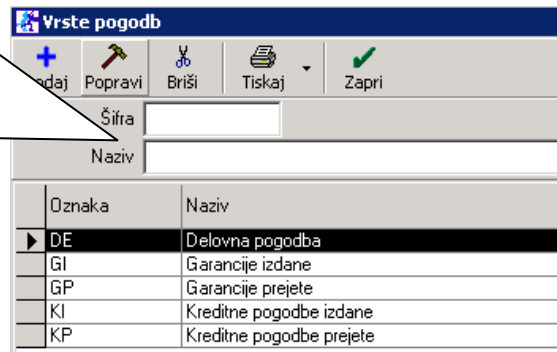 Vrste pogodb
odaj Popravi Briši Tiskaj Zapri
Šifra
Naziv
Oznaka Naziv
DE Delovna pogodba
GI Garancije izdane
GP Garancije prejete
KI Kreditne pogodbe izdane
KP Kreditne pogodbe prejete